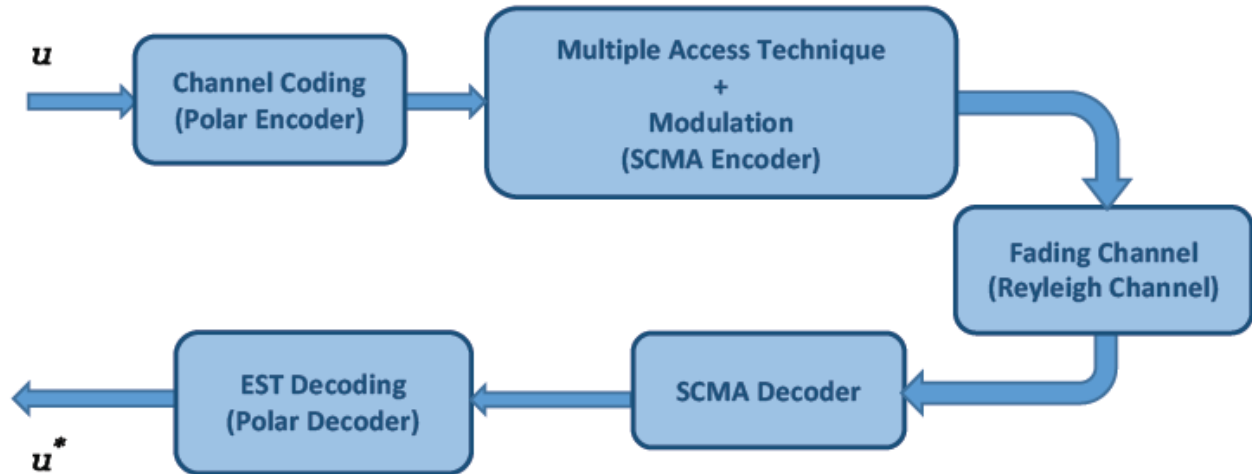 u
Channel Coding
(Polar Encoder)
Multiple Access Technique
+
Modulation
(SCMA Encoder)
Fading Channel
(Reyleigh Channel)
SCMA Decoder
EST Decoding
(Polar Decoder)
u*